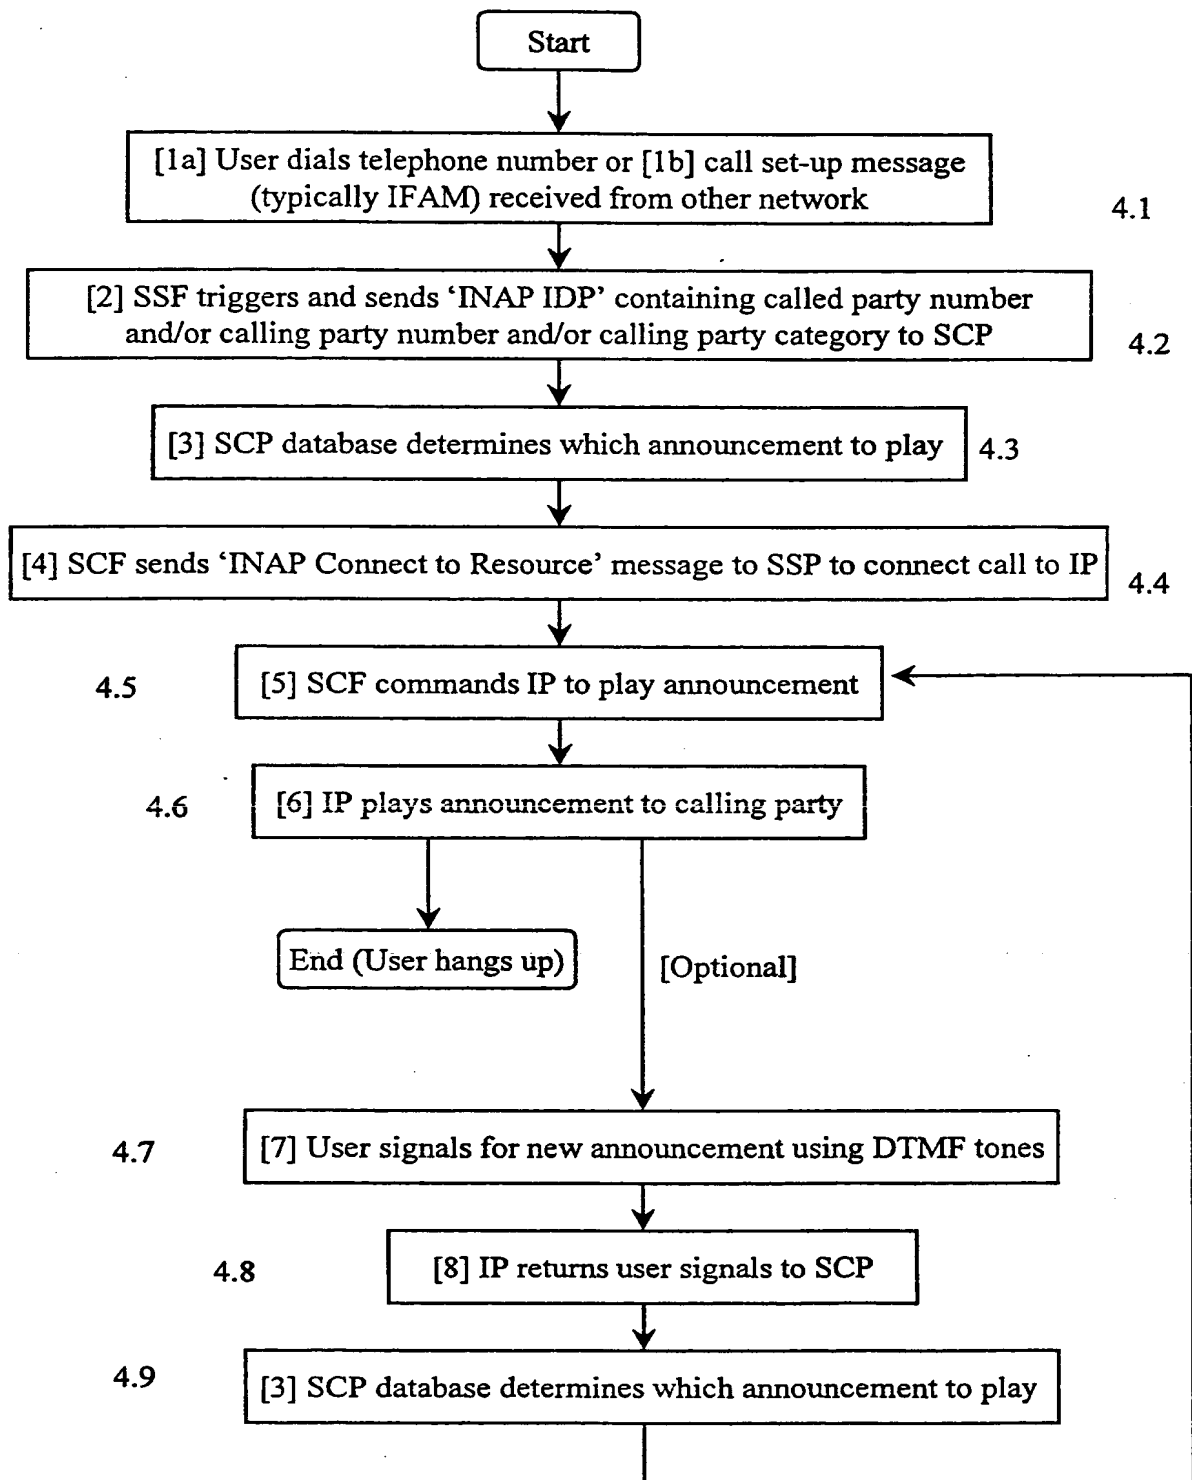 Start
[1a] User dials telephone number or [1b] call set-up message
(typically IFAM) received from other network
4.1
[2] SSF triggers and sends ‘INAP IDP’ containing called party number
and/or calling party number and/or calling party category to SCP
4.2
[3] SCP database determines which announcement to play
4.3
[4] SCF sends ‘INAP Connect to Resource’ message to SSP to connect call to IP
4.4
4.5
[5] SCF commands IP to play announcement
4.6
[6] IP plays announcement to calling party
End (User hangs up)
[Optional]
4.7
[7] User signals for new announcement using DTMF tones
4.8
[8] IP returns user signals to SCP
4.9
[3] SCP database determines which announcement to play